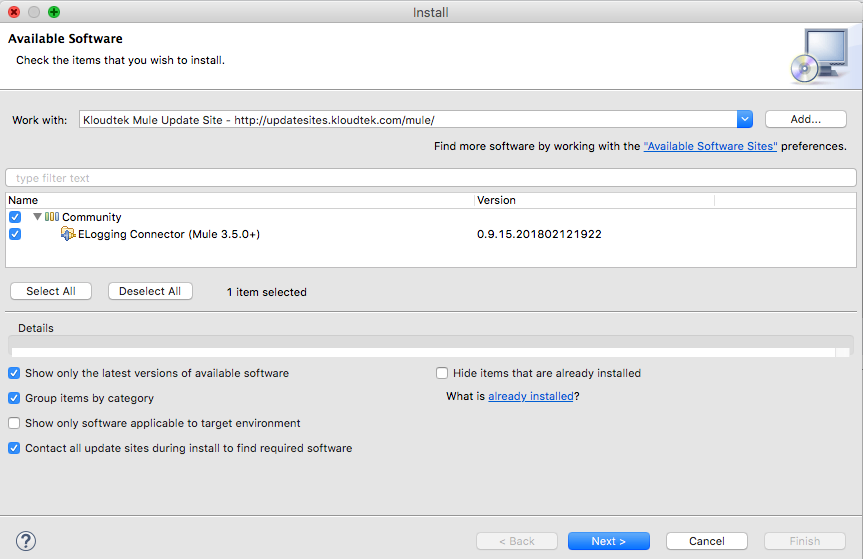 Install
Available Software
Check the items that you wish to install.
Work with: Kloudtek Mule Update Site - http://updatesites.kloudtek.com/mule/ Add...
Find more software by working with the "Available Software Sites" preferences.
type filter text
Name Version
Community
ELogging Connector (Mule 3.5.0+) 0.9.15.201802121922
Select All Deselect All 1 item selected
Details
Show only the latest versions of available software Hide items that are already installed
Group items by category What is already installed?
Show only software applicable to target environment
Contact all update sites during install to find required software
? < Back Next > Cancel Finish